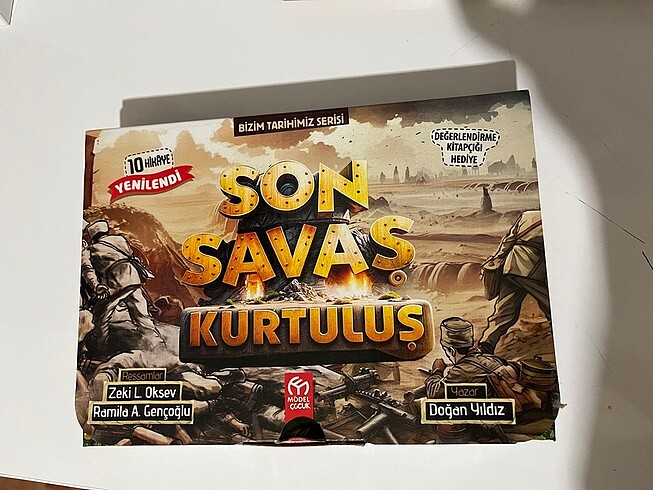 BİZİM TARİHİMİZ SERİSİ
10 HİKAYE
YENİLENDİ
DEĞERLENDİRME
KİTAPÇIĞI
HEDİYE
SON
SAVAŞ
KURTULUŞ
Ressamlar
Zeki L. Oksev
Ramila A. Gençoğlu
MODEL
ÇOCUK
Yazar
Doğan Yıldız